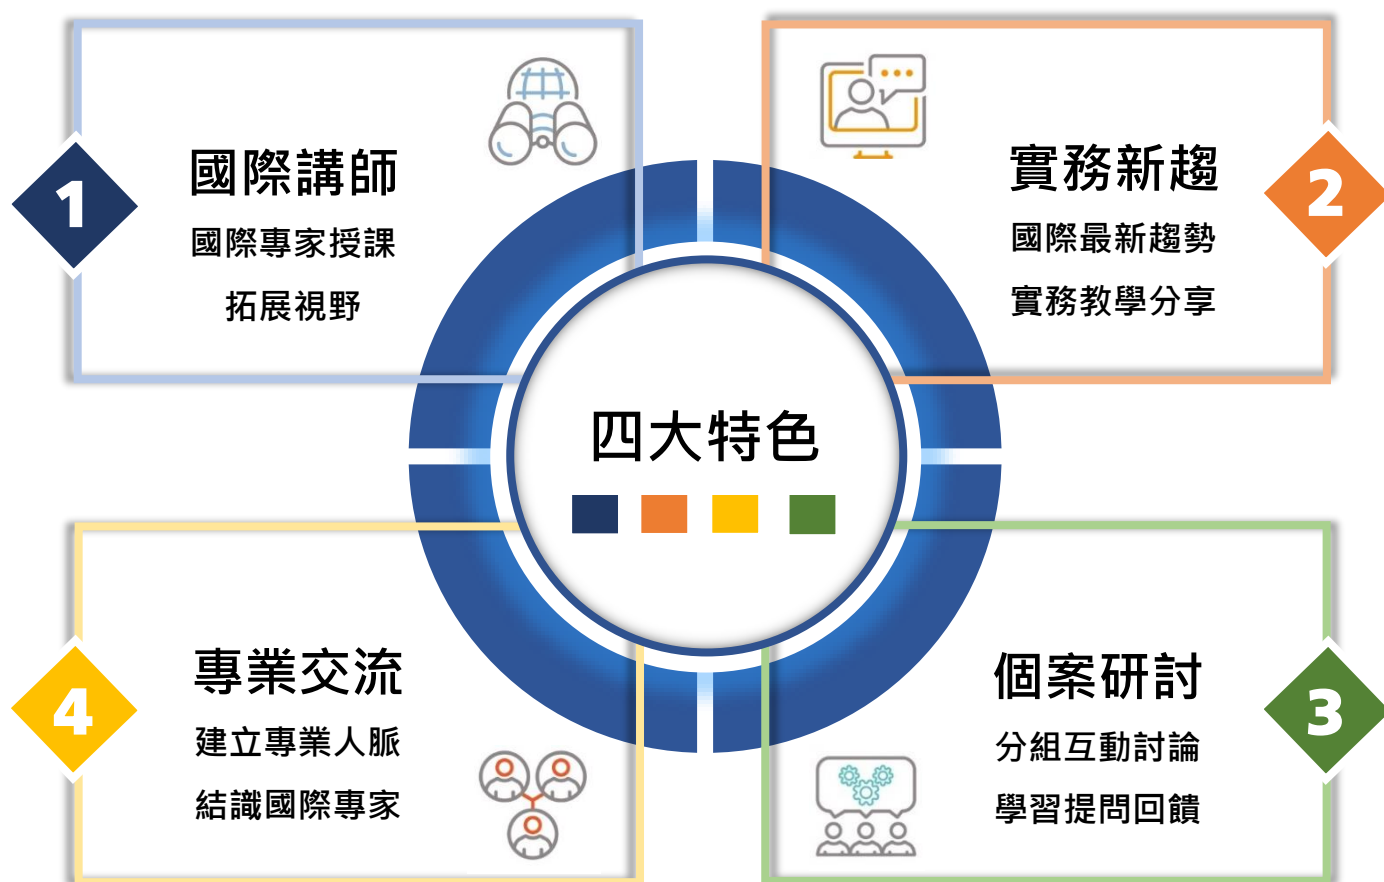 1
國際講師
國際專家授課
拓展視野
2
實務新趨
國際最新趨勢
實務教學分享
四大特色
3
個案研討
分組互動討論
學習提問回饋
4
專業交流
建立專業人脈
結識國際專家